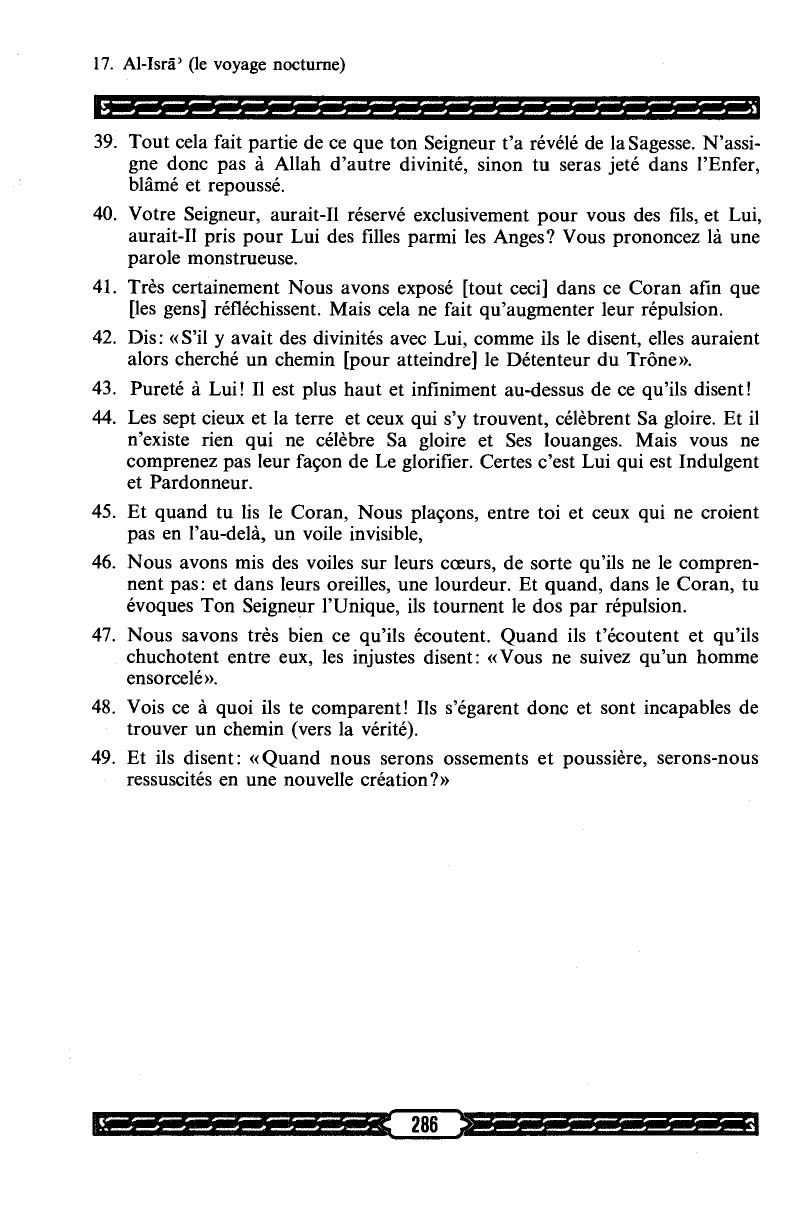 17. Al-Isrāʾ (le voyage nocturne)
39. Tout cela fait partie de ce que ton Seigneur t'a révélé de la Sagesse. N'assi-
gne donc pas à Allah d'autre divinité, sinon tu seras jeté dans l'Enfer,
blâmé et repoussé.
40. Votre Seigneur, aurait-Il réservé exclusivement pour vous des fils, et Lui,
aurait-Il pris pour Lui des filles parmi les Anges? Vous prononcez là une
parole monstrueuse.
41. Très certainement Nous avons exposé [tout ceci] dans ce Coran afin que
[les gens] réfléchissent. Mais cela ne fait qu'augmenter leur répulsion.
42. Dis: «S'il y avait des divinités avec Lui, comme ils le disent, elles auraient
alors cherché un chemin [pour atteindre] le Détenteur du Trône».
43. Pureté à Lui! Il est plus haut et infiniment au-dessus de ce qu'ils disent!
44. Les sept cieux et la terre et ceux qui s'y trouvent, célèbrent Sa gloire. Et il
n'existe rien qui ne célèbre Sa gloire et Ses louanges. Mais vous ne
comprenez pas leur façon de Le glorifier. Certes c'est Lui qui est Indulgent
et Pardonneur.
45. Et quand tu lis le Coran, Nous plaçons, entre toi et ceux qui ne croient
pas en l'au-delà, un voile invisible,
46. Nous avons mis des voiles sur leurs cœurs, de sorte qu'ils ne le compren-
nent pas: et dans leurs oreilles, une lourdeur. Et quand, dans le Coran, tu
évoques Ton Seigneur l'Unique, ils tournent le dos par répulsion.
47. Nous savons très bien ce qu'ils écoutent. Quand ils t'écoutent et qu'ils
chuchotent entre eux, les injustes disent: «Vous ne suivez qu'un homme
ensorcelé».
48. Vois ce à quoi ils te comparent! Ils s'égarent donc et sont incapables de
trouver un chemin (vers la vérité).
49. Et ils disent: «Quand nous serons ossements et poussière, serons-nous
ressuscités en une nouvelle création?»
286